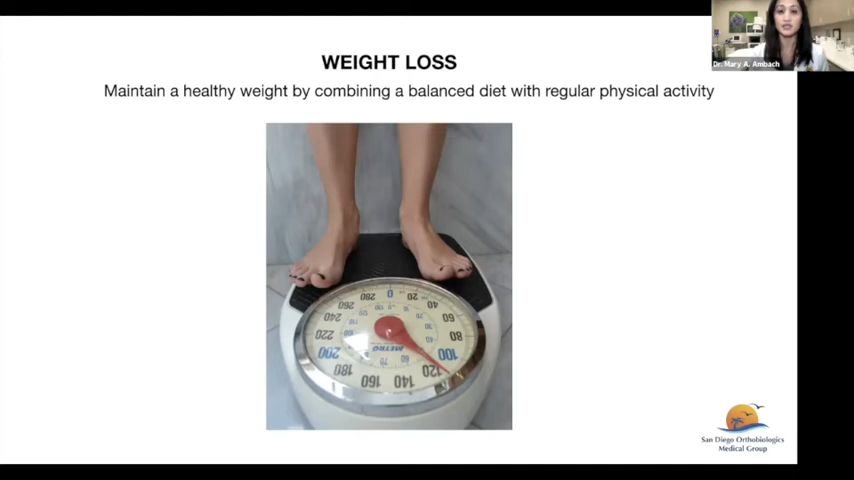 WEIGHT LOSS
Maintain a healthy weight by combining a balanced diet with regular physical activity
Dr. Mary A. Ambach
280 0 20
260 40
240 60
220 80
200 100
180 120
160 140
METRO
San Diego Orthobiologics
Medical Group